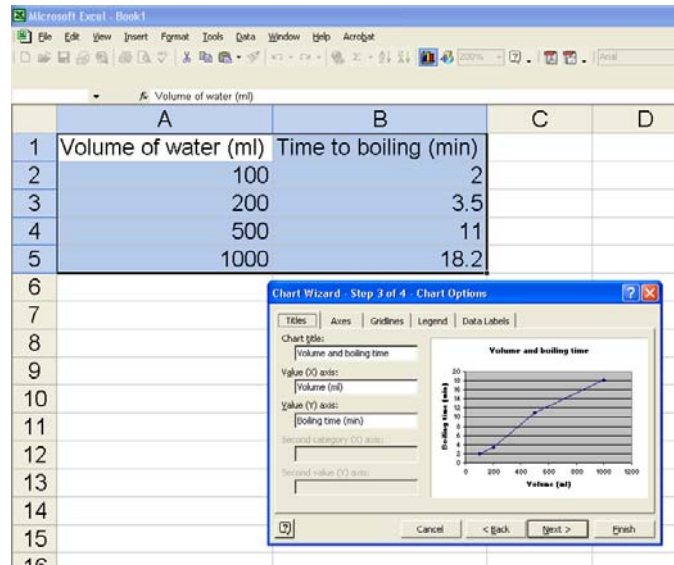 Microsoft Excel - Book1
File Edit View Insert Format Tools Data Window Help Acrobat
200% Arial
fx Volume of water (ml)
A B C D
1 Volume of water (ml) Time to boiling (min)
2 100 2
3 200 3.5
4 500 11
5 1000 18.2
6
7
8
9
10
11
12
13
14
15
16
Chart Wizard - Step 3 of 4 - Chart Options
Titles Axes Gridlines Legend Data Labels
Chart title:
Volume and boiling time
Value (X) axis:
Volume (ml)
Value (Y) axis:
Boiling time (min)
Second category (X) axis:
Second value (Y) axis:
Volume and boiling time
Boiling time (min)
20
18
16
14
12
10
8
6
4
2
0
0 200 400 600 800 1000 1200
Volume (ml)
Cancel < Back Next > Finish